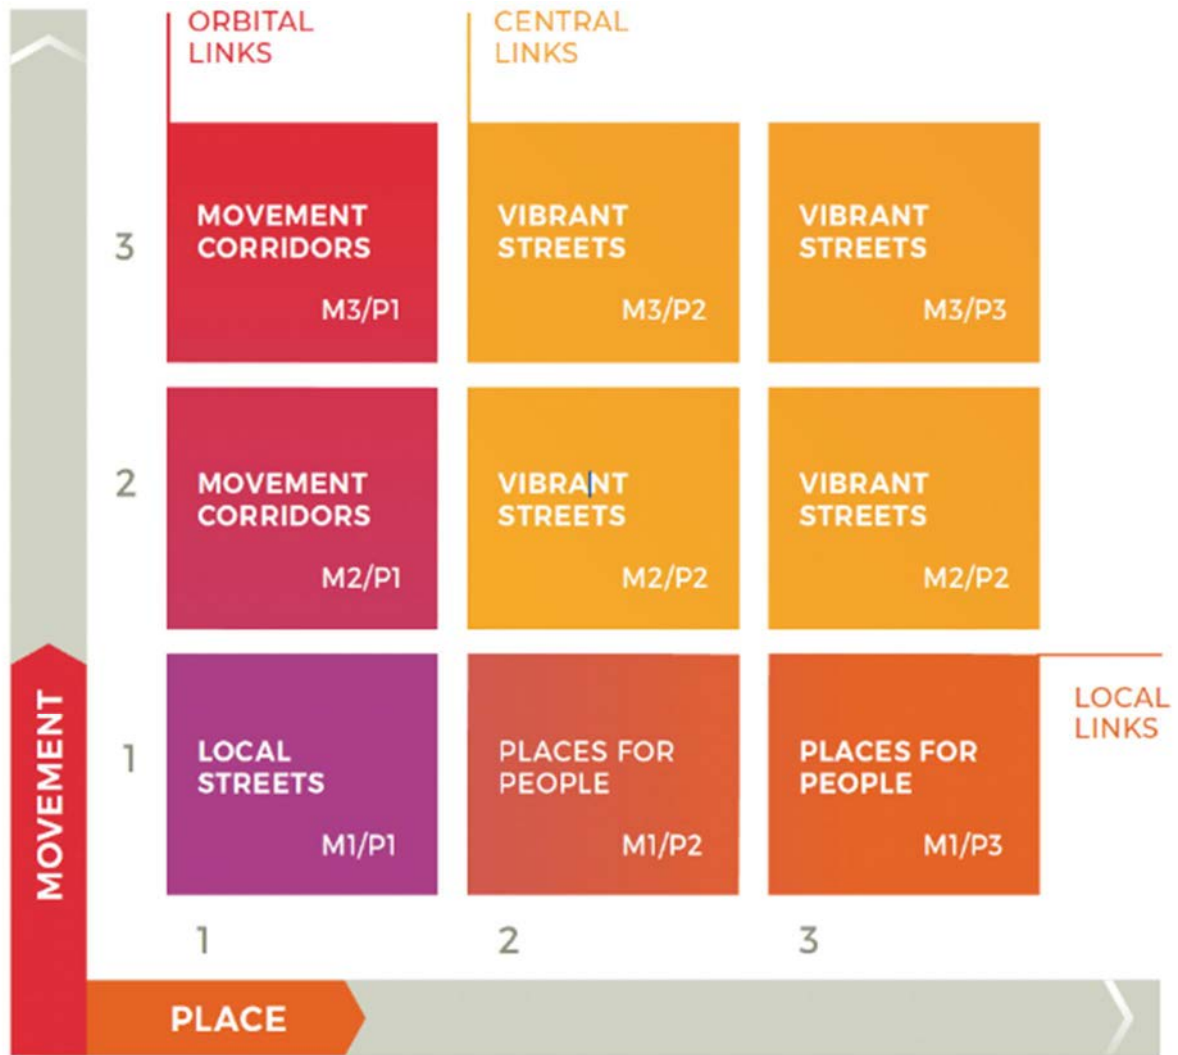 ORBITAL
LINKS
CENTRAL
LINKS
3
MOVEMENT
CORRIDORS
M3/P1
VIBRANT
STREETS
M3/P2
VIBRANT
STREETS
M3/P3
2
MOVEMENT
CORRIDORS
M2/P1
VIBRANT
STREETS
M2/P2
VIBRANT
STREETS
M2/P2
1
LOCAL
STREETS
M1/P1
PLACES FOR
PEOPLE
M1/P2
PLACES FOR
PEOPLE
M1/P3
LOCAL
LINKS
MOVEMENT
1
2
3
PLACE